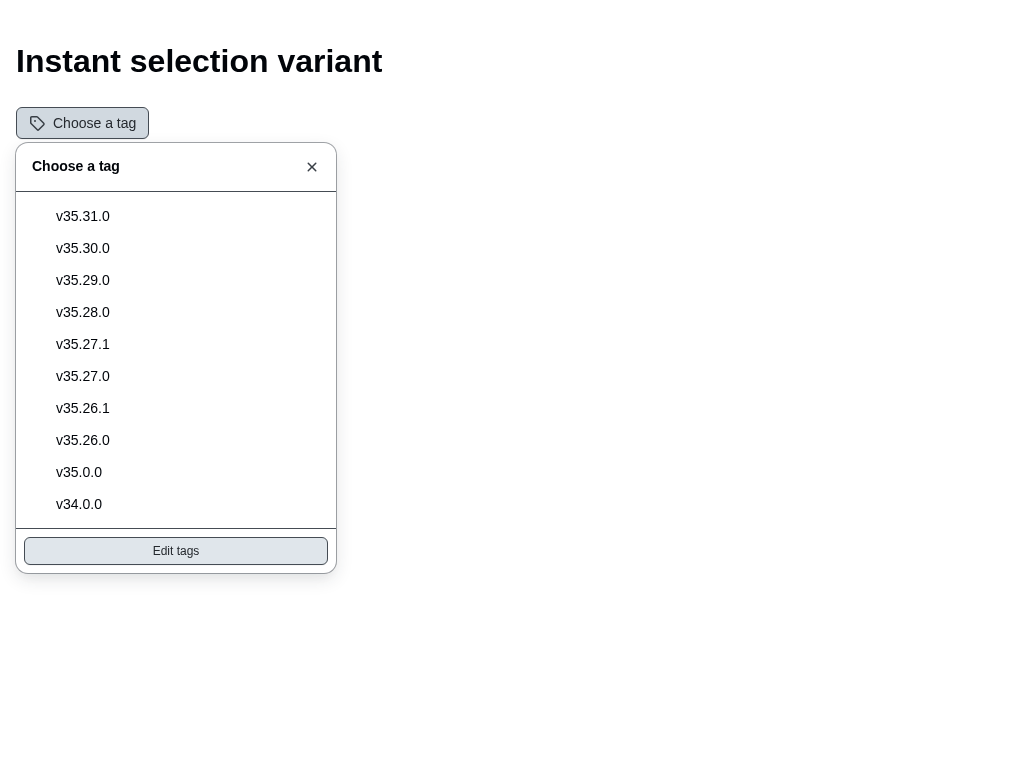 Instant selection variant
Choose a tag
Choose a tag
v35.31.0
v35.30.0
v35.29.0
v35.28.0
v35.27.1
v35.27.0
v35.26.1
v35.26.0
v35.0.0
v34.0.0
Edit tags